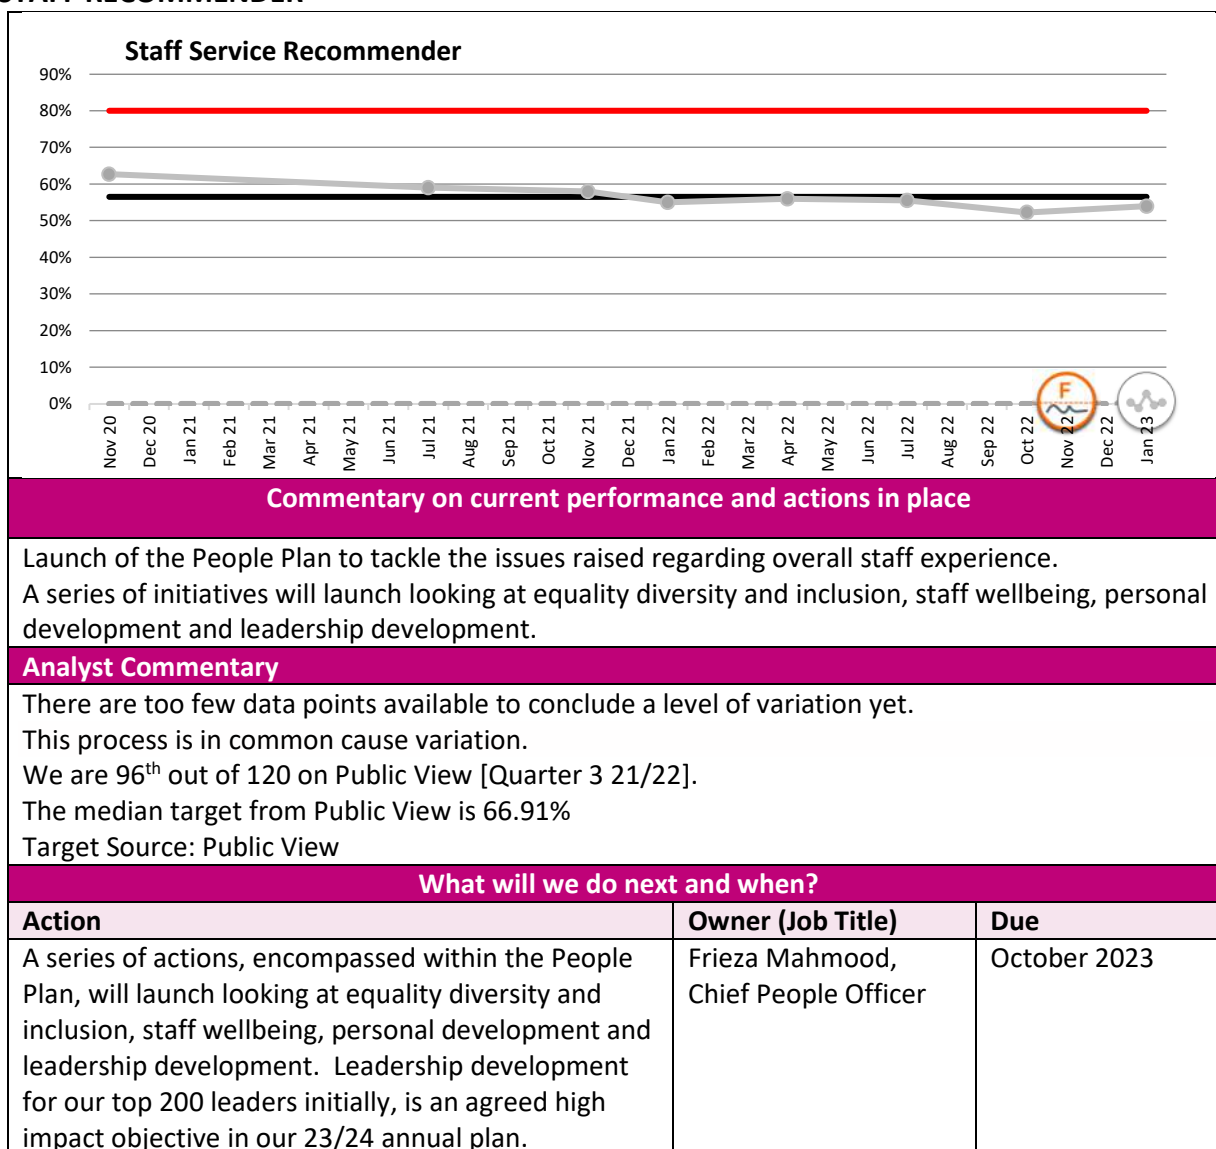 STAFF RECOMMENDER
Staff Service Recommender
90%
80%
70%
60%
50%
40%
30%
20%
10%
0%
Nov 20
Dec 20
Jan 21
Feb 21
Mar 21
Apr 21
May 21
Jun 21
Jul 21
Aug 21
Sep 21
Oct 21
Nov 21
Dec 21
Jan 22
Feb 22
Mar 22
Apr 22
May 22
Jun 22
Jul 22
Aug 22
Sep 22
Oct 22
Nov 22
Dec 22
Jan 23
F
Commentary on current performance and actions in place
Launch of the People Plan to tackle the issues raised regarding overall staff experience.
A series of initiatives will launch looking at equality diversity and inclusion, staff wellbeing, personal
development and leadership development.
Analyst Commentary
There are too few data points available to conclude a level of variation yet.
This process is in common cause variation.
We are 96th out of 120 on Public View [Quarter 3 21/22].
The median target from Public View is 66.91%
Target Source: Public View
What will we do next and when?
Action Owner (Job Title) Due
A series of actions, encompassed within the People Frieza Mahmood, October 2023
Plan, will launch looking at equality diversity and Chief People Officer
inclusion, staff wellbeing, personal development and
leadership development.  Leadership development
for our top 200 leaders initially, is an agreed high
impact objective in our 23/24 annual plan.